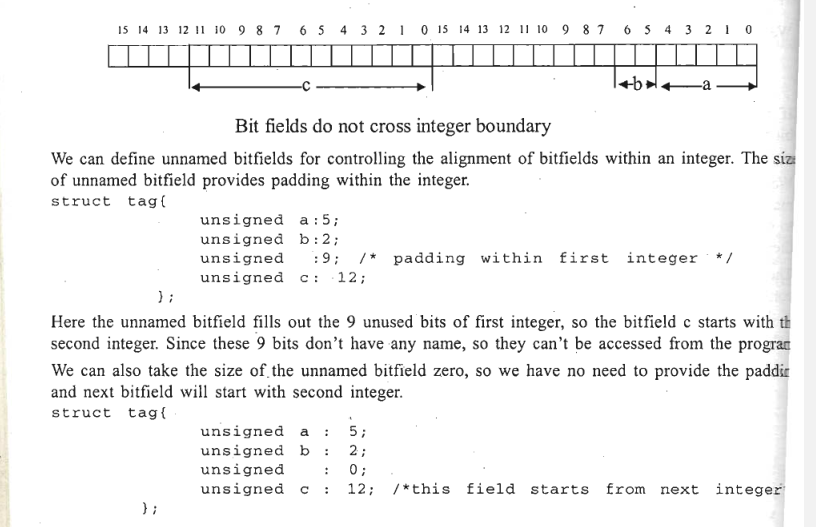 15 14 13 12 11 10 9 8 7 6 5 4 3 2 1 0 15 14 13 12 11 10 9 8 7 6 5 4 3 2 1 0
c b a
Bit fields do not cross integer boundary
We can define unnamed bitfields for controlling the alignment of bitfields within an integer. The size
of unnamed bitfield provides padding within the integer.
struct tag{
unsigned a:5;
unsigned b:2;
unsigned :9; /* padding within first integer */
unsigned c: 12;
};
Here the unnamed bitfield fills out the 9 unused bits of first integer, so the bitfield c starts with th
second integer. Since these 9 bits don't have any name, so they can't be accessed from the program
We can also take the size of the unnamed bitfield zero, so we have no need to provide the paddin
and next bitfield will start with second integer.
struct tag{
unsigned a : 5;
unsigned b : 2;
unsigned : 0;
unsigned c : 12; /*this field starts from next integer
};